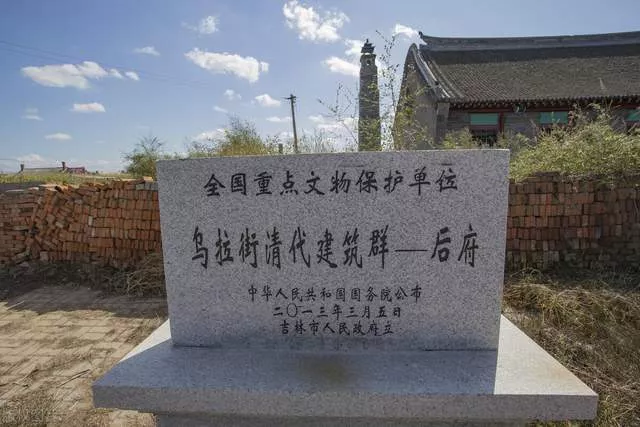 全国重点文物保护单位
乌拉街清代建筑群——后府
中华人民共和国国务院公布
二〇一三年三月五日
吉林市人民政府立